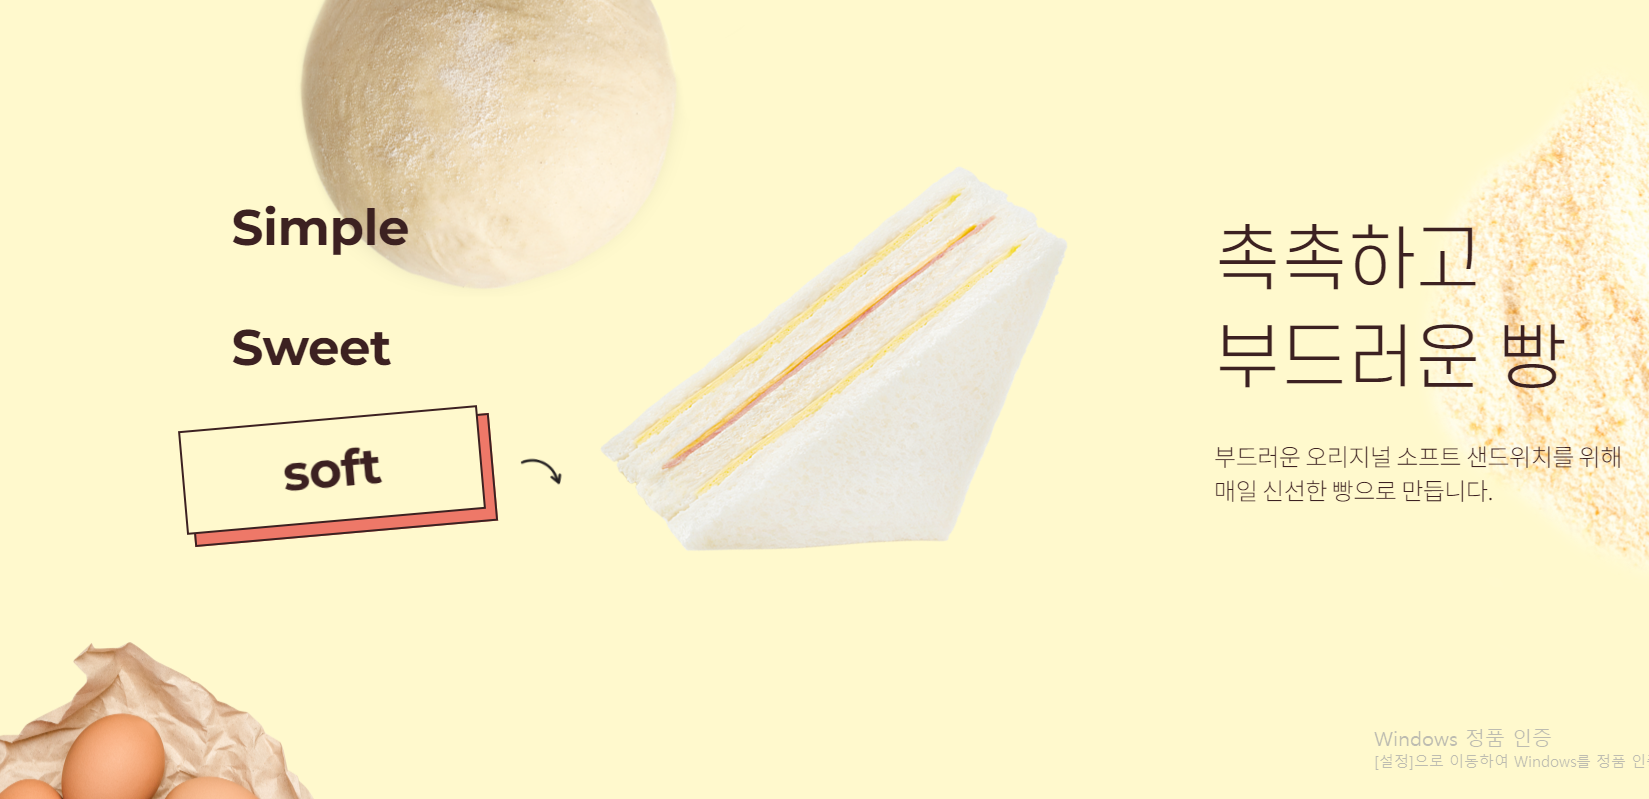 Simple
Sweet
soft
촉촉하고
부드러운 빵
부드러운 오리지널 소프트 샌드위치를 위해
매일 신선한 빵으로 만듭니다.
Windows 정품 인증
[설정]으로 이동하여 Windows를 정품